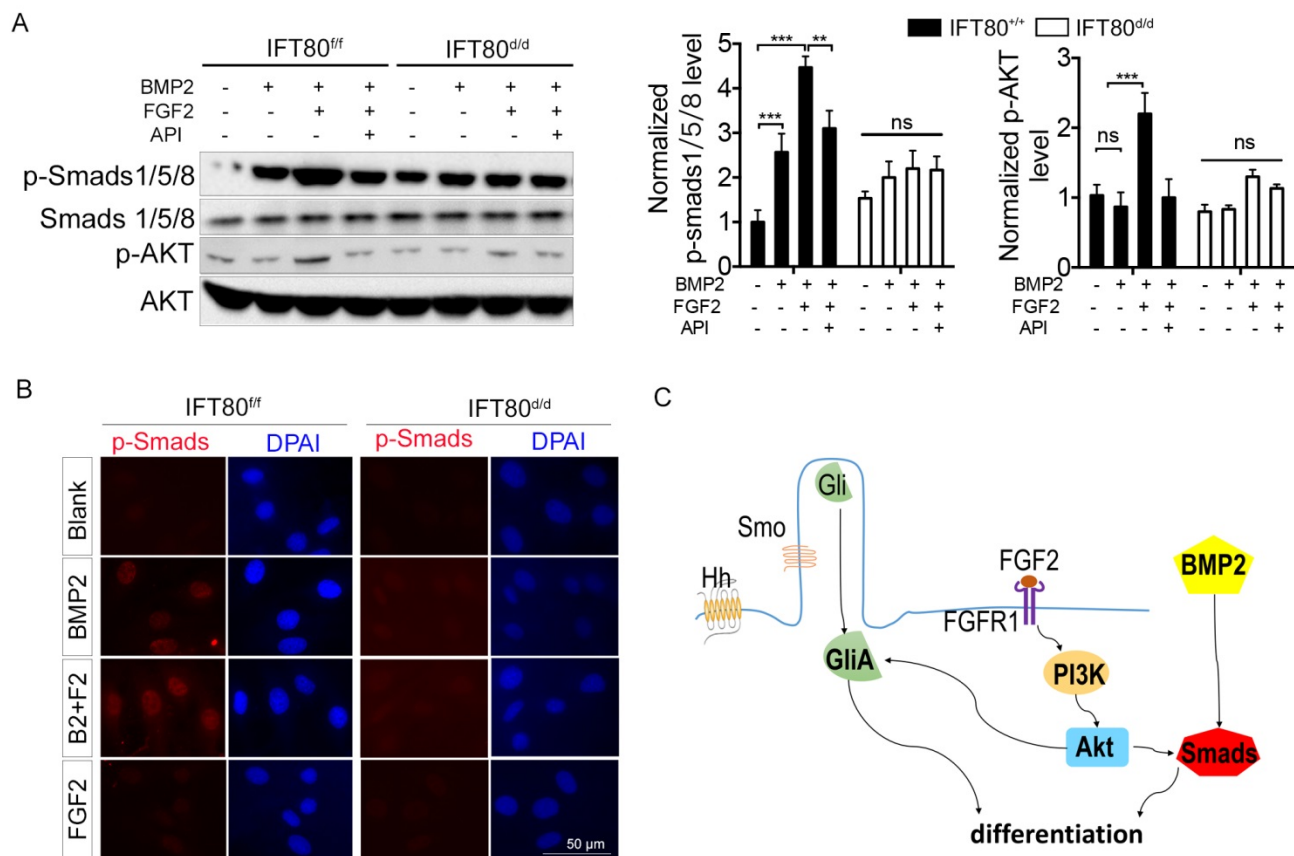 A
IFT80f/f IFT80d/d
BMP2 - + + + - + + +
FGF2 - - + + - - + +
API - - - + - - - +
p-Smads1/5/8
Smads 1/5/8
p-AKT
AKT
IFT80+/+ IFT80d/d
Normalized
p-smads1/5/8 level
5
4
3
2
1
0
*** ** *** ns
BMP2 - + + + - + + +
FGF2 - - + + - - + +
API - - - + - - - +
Normalized p-AKT
level
3
2
1
0
*** ns ns
BMP2 - + + + - + + +
FGF2 - - + + - - + +
API - - - + - - - +
B
IFT80f/f IFT80d/d
p-Smads DPAI p-Smads DPAI
Blank
BMP2
B2+F2
FGF2
50 µm
C
Gli
Smo
Hh
FGF2
FGFR1
BMP2
GliA
PI3K
Akt
Smads
differentiation